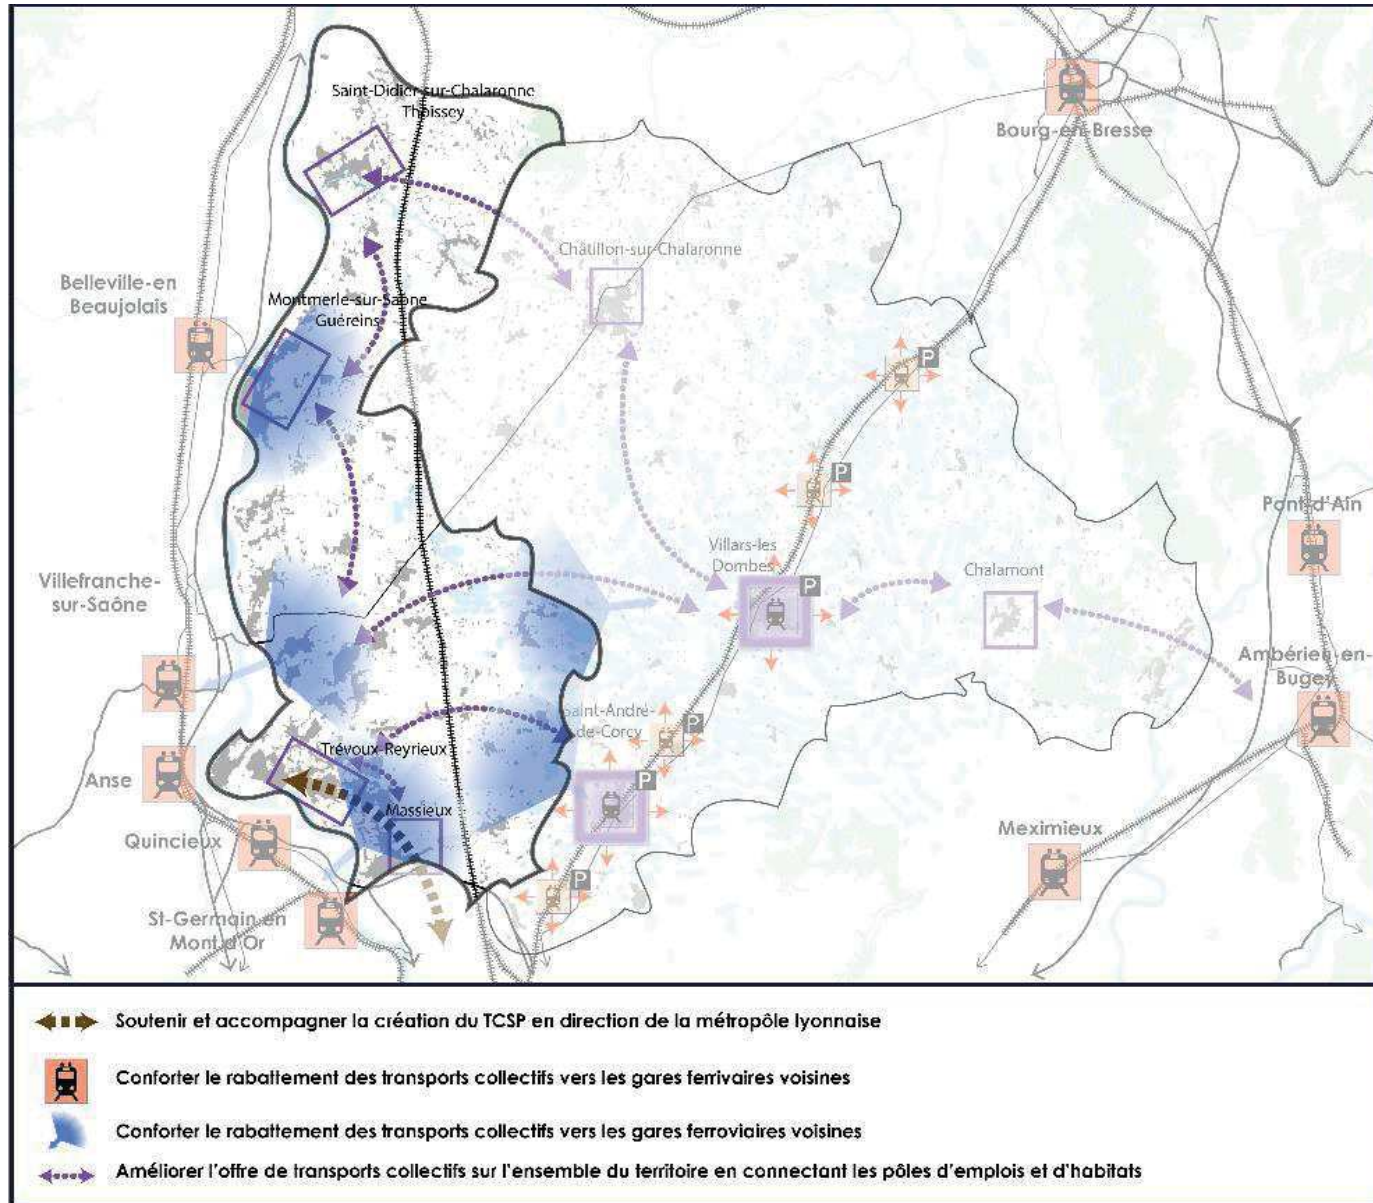 Saint-Didier-sur-Chalaronne
Thoissey
Bourg-en-Bresse
Châtillon-sur-Chalaronne
Belleville-en
Beaujolais
Montmerle-sur-Saône
Guéreins
P
P
Pont-d'Ain
Villefranche-
sur-Saône
Villars-les
Dombes
P
Chalamont
Ambérieu-en-
Bugey
Saint-André-
de-Corcy
P
Trévoux-Reyrieux
Anse
P
Massieux
Quincieux
Meximieux
P
St-Germain en
Mont d'Or
Soutenir et accompagner la création du TCSP en direction de la métropôle lyonnaise
Conforter le rabattement des transports collectifs vers les gares ferrivaires voisines
Conforter le rabattement des transports collectifs vers les gares ferroviaires voisines
Améliorer l'offre de transports collectifs sur l'ensemble du territoire en connectant les pôles d'emplois et d'habitats